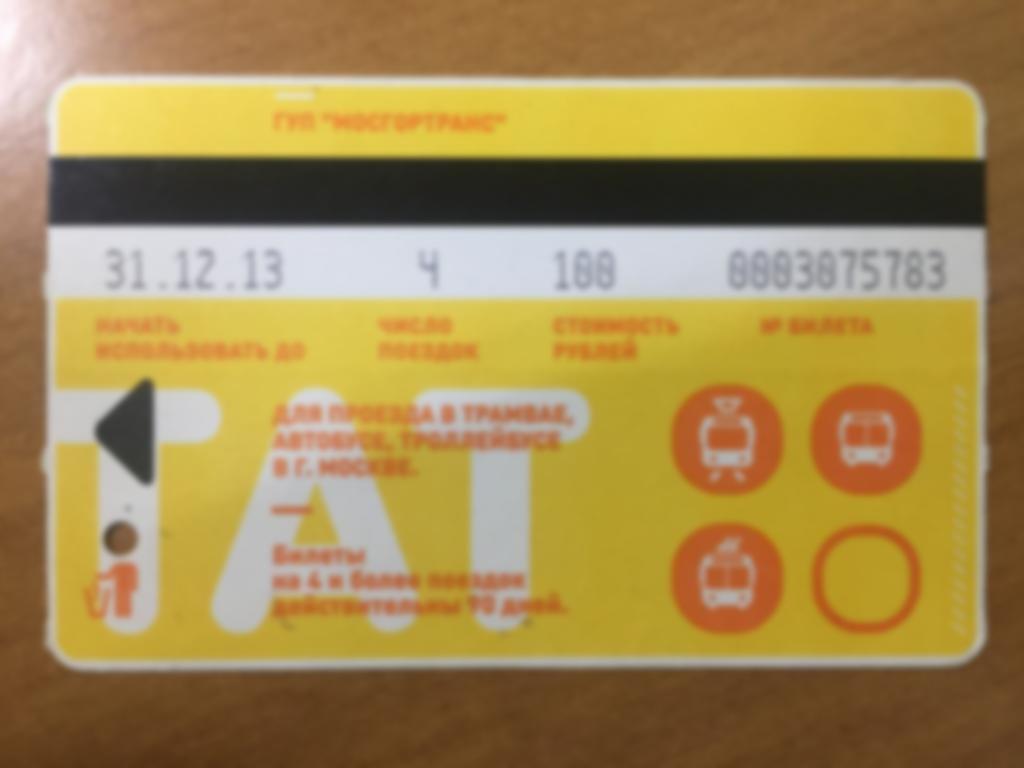 ГУП "МОСГОРТРАНС"
31.12.13 4 100 0003075783
НАЧАТЬ ИСПОЛЬЗОВАТЬ ДО
ЧИСЛО ПОЕЗДОК
СТОИМОСТЬ РУБЛЕЙ
№ БИЛЕТА
ТАТ
ДЛЯ ПРОЕЗДА В ТРАМВАЕ,
АВТОБУСЕ, ТРОЛЛЕЙБУСЕ
В Г. МОСКВЕ.
Билеты
на 4 и более поездок
действительны 90 дней.